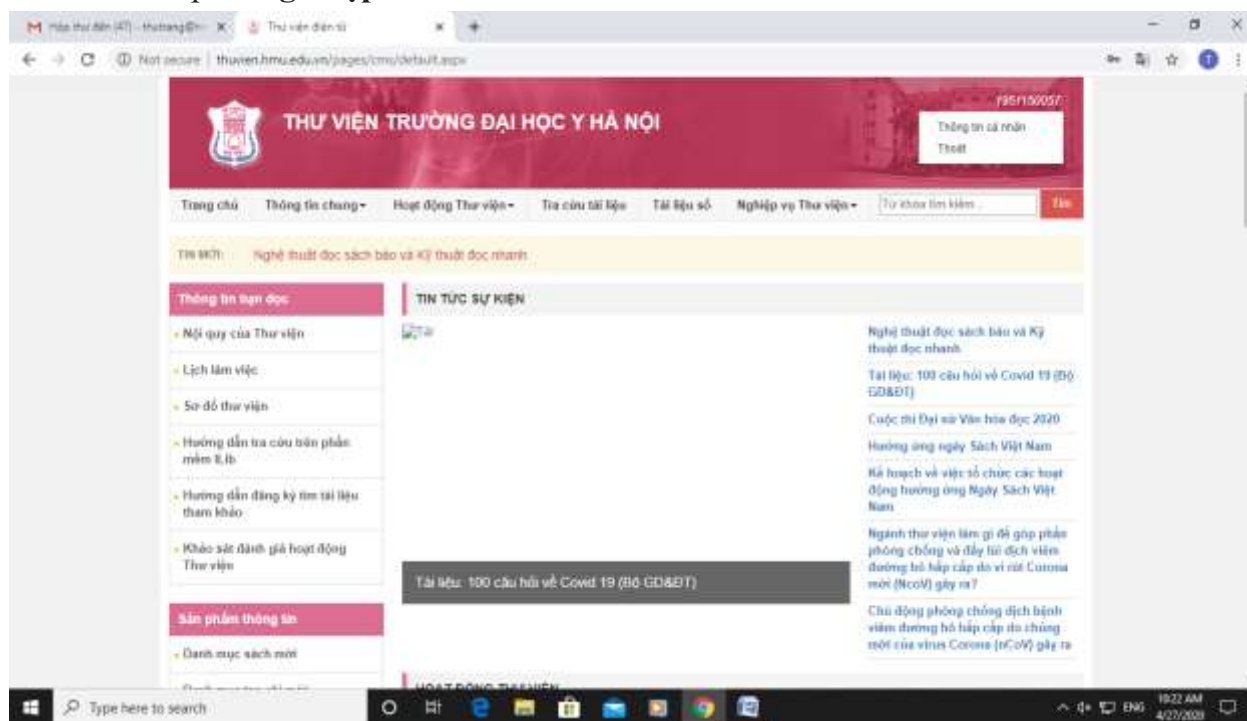 Thư viện điện tử
Not secure | thuvien.hmu.edu.vn/pages/cms/default.aspx
THƯ VIỆN TRƯỜNG ĐẠI HỌC Y HÀ NỘI
Thông tin cá nhân
Thoát
Trang chủ Thông tin chung Hoạt động Thư viện Tra cứu tài liệu Tài liệu số Nghiệp vụ Thư viện Từ khóa tìm kiếm ... Tìm
TIN MỚI: Nghệ thuật đọc sách báo và Kỹ thuật đọc nhanh
Thông tin bạn đọc
Nội quy của Thư viện
Lịch làm việc
Sơ đồ thư viện
Hướng dẫn tra cứu trên phần
mềm ILib
Hướng dẫn đăng ký tìm tài liệu
tham khảo
Khảo sát đánh giá hoạt động
Thư viện
Sản phẩm thông tin
Danh mục sách mới
TIN TỨC SỰ KIỆN
Tài liệu: 100 câu hỏi về Covid 19 (Bộ GD&ĐT)
Nghệ thuật đọc sách báo và Kỹ
thuật đọc nhanh
Tài liệu: 100 câu hỏi về Covid 19 (Bộ
GD&ĐT)
Cuộc thi Đại sứ Văn hóa đọc 2020
Hưởng ứng ngày Sách Việt Nam
Kế hoạch về việc tổ chức các hoạt
động hưởng ứng Ngày Sách Việt
Nam
Ngành thư viện làm gì để góp phần
phòng chống và đẩy lùi dịch viêm
đường hô hấp cấp do vi rút Corona
mới (NcoV) gây ra?
Chủ động phòng chống dịch bệnh
viêm đường hô hấp cấp do chủng
mới của virus Corona (nCoV) gây ra
HOẠT ĐỘNG THƯ VIỆN
Type here to search
ENG
10:22 AM
4/27/2020